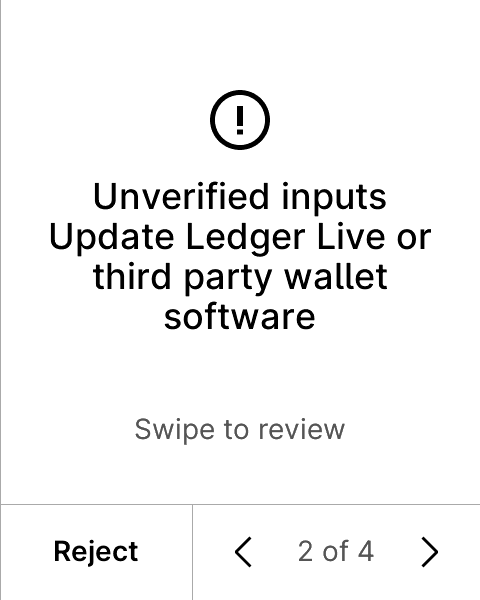 Unverified inputs
Update Ledger Live or
third party wallet
software
Swipe to review
Reject
2 of 4